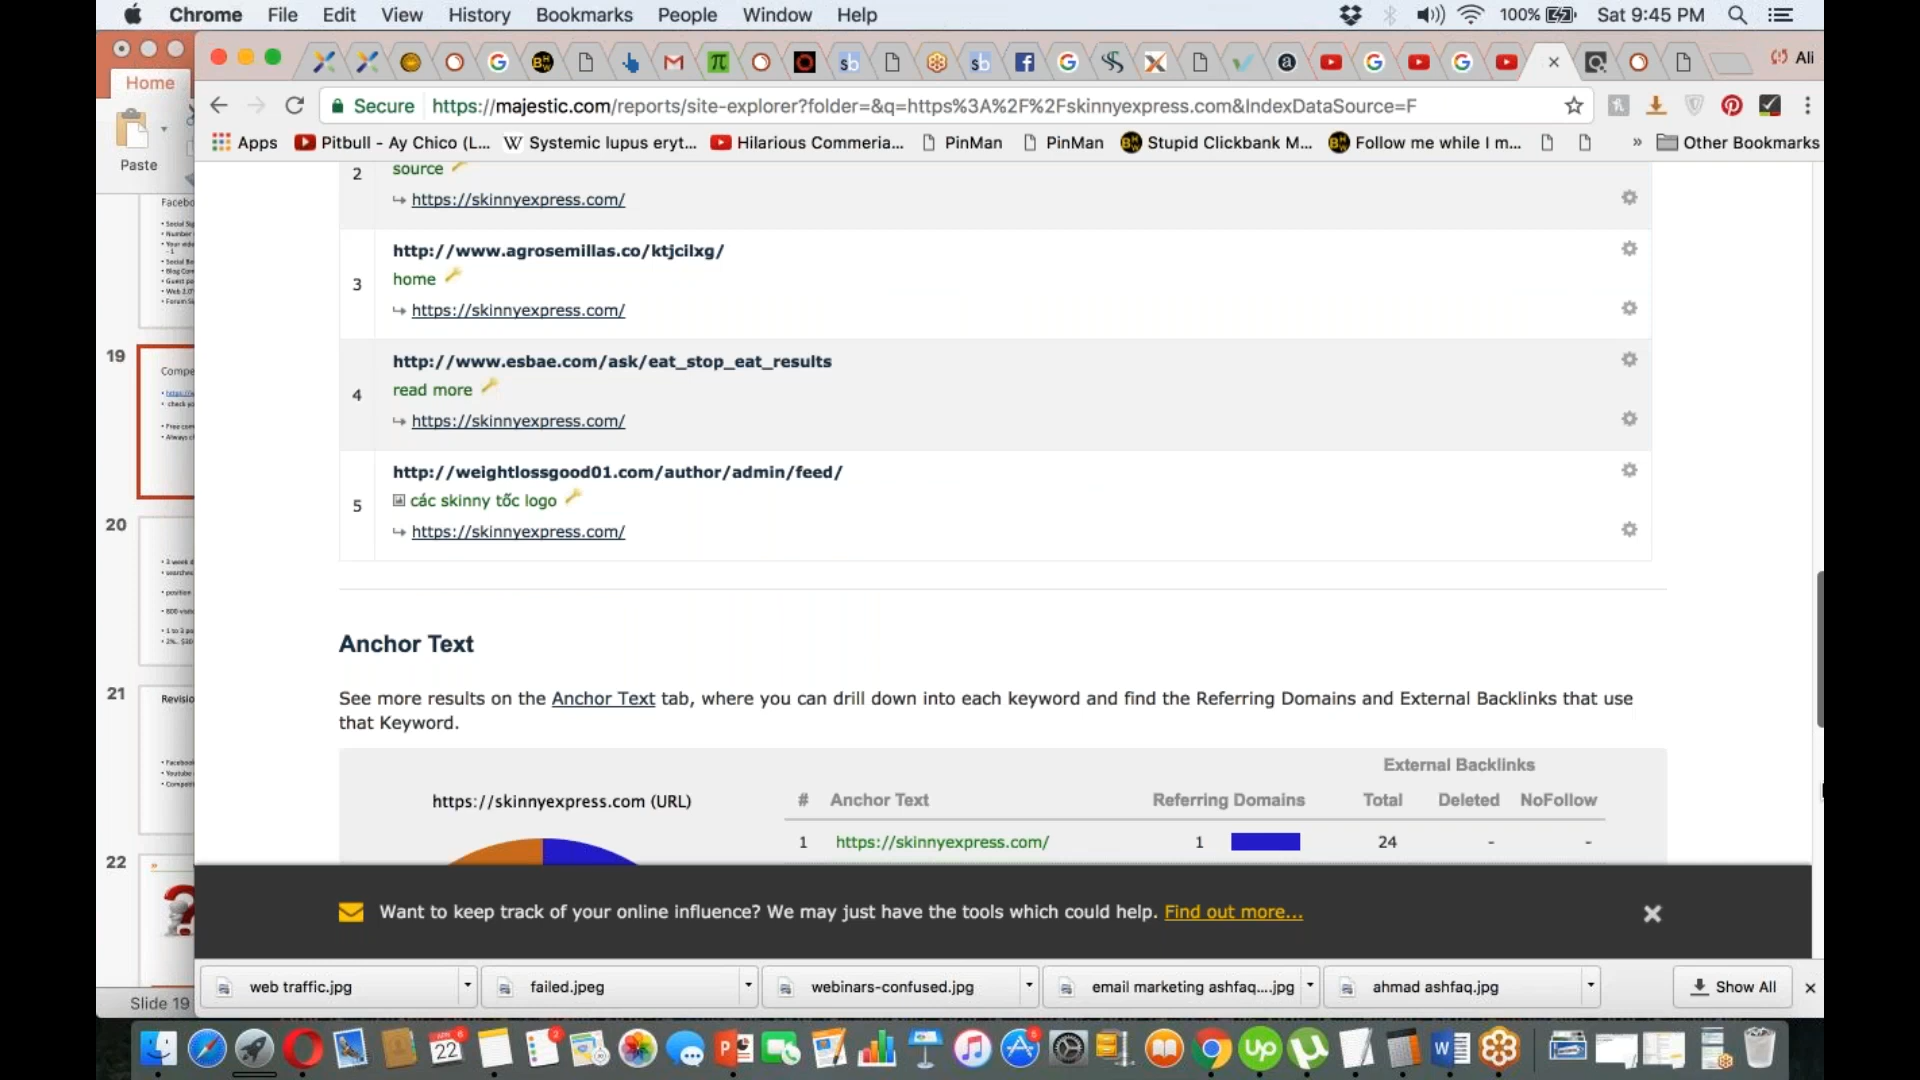 Chrome File Edit View History Bookmarks People Window Help 100% Sat 9:45 PM
Ali
Home
Secure https://majestic.com/reports/site-explorer?folder=&q=https%3A%2F%2Fskinnyexpress.com&IndexDataSource=F
Paste
Apps Pitbull - Ay Chico (L... Systemic lupus eryt... Hilarious Commeria... PinMan PinMan Stupid Clickbank M... Follow me while I m... » Other Bookmarks
2 source
https://skinnyexpress.com/
3 http://www.agrosemillas.co/ktjcilxg/
home
https://skinnyexpress.com/
4 http://www.esbae.com/ask/eat_stop_eat_results
read more
https://skinnyexpress.com/
5 http://weightlossgood01.com/author/admin/feed/
các skinny tốc logo
https://skinnyexpress.com/
Anchor Text
See more results on the Anchor Text tab, where you can drill down into each keyword and find the Referring Domains and External Backlinks that use
that Keyword.
External Backlinks
https://skinnyexpress.com (URL)
# Anchor Text Referring Domains Total Deleted NoFollow
1 https://skinnyexpress.com/ 1 24 - -
Want to keep track of your online influence? We may just have the tools which could help. Find out more...
web traffic.jpg failed.jpeg webinars-confused.jpg email marketing ashfaq....jpg ahmad ashfaq.jpg Show All
19
Compe
20
21
Revisio
22
Slide 19
22